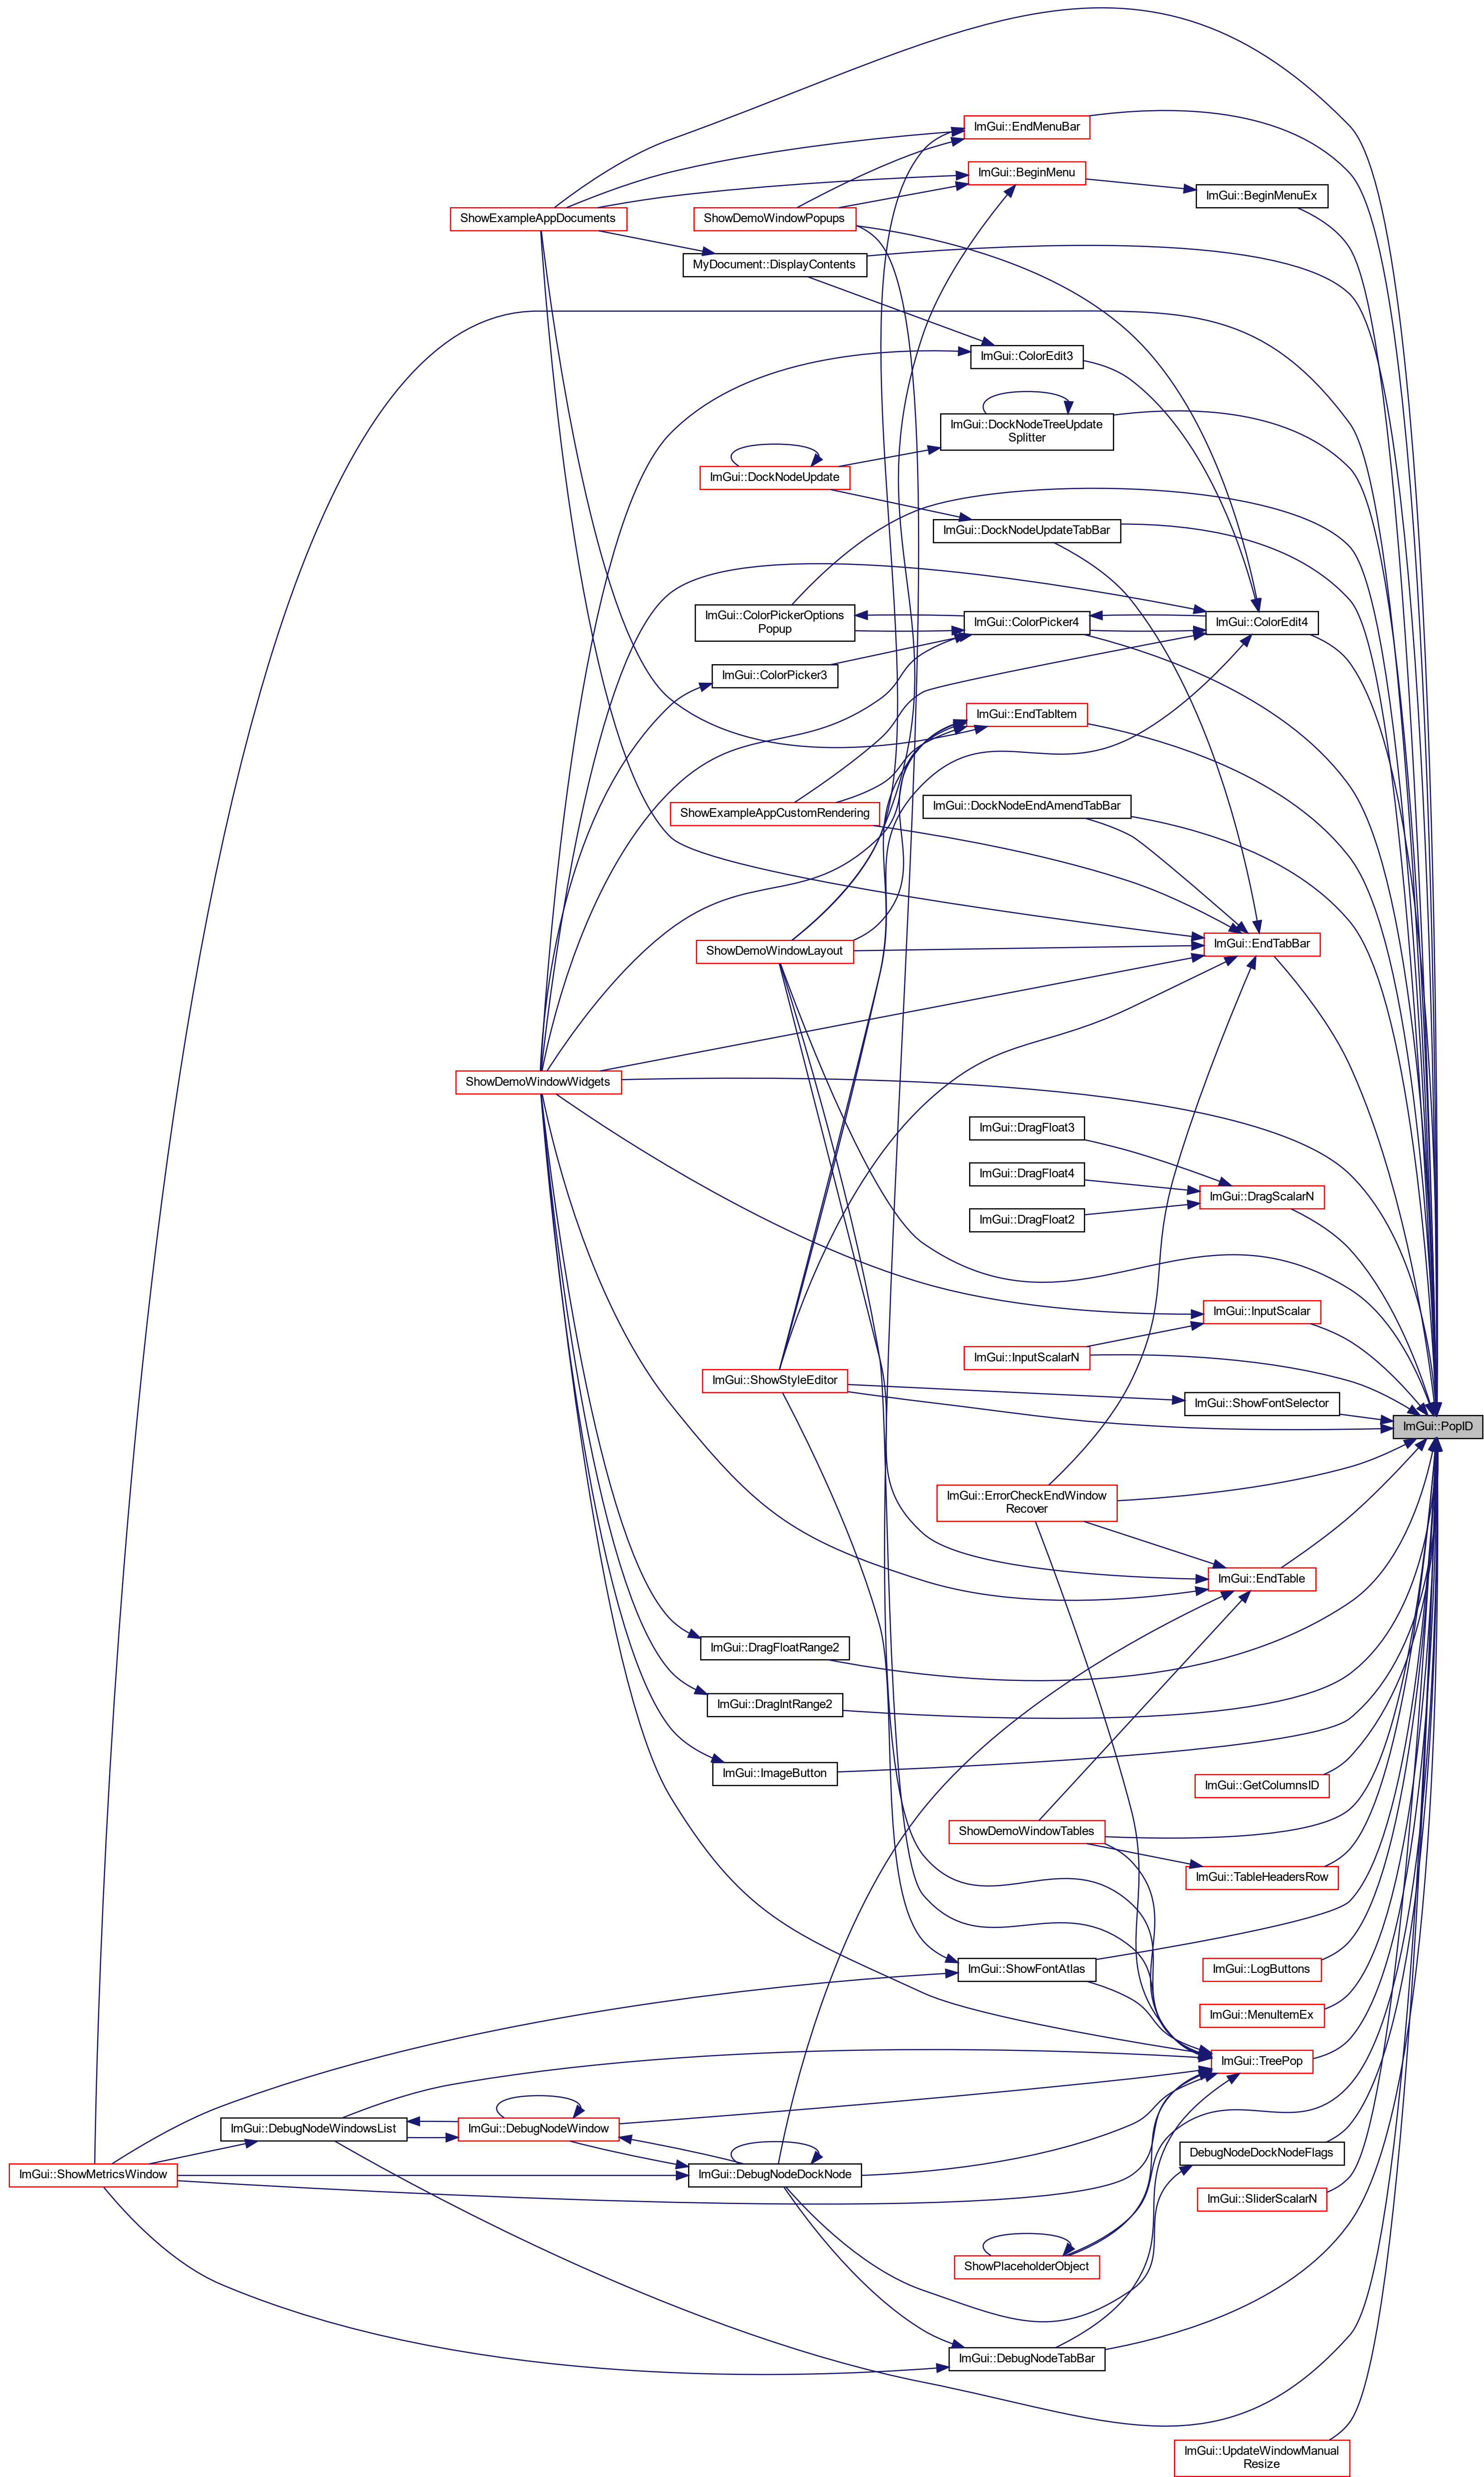 ImGui::EndMenuBar
ImGui::BeginMenu
ImGui::BeginMenuEx
ShowExampleAppDocuments
ShowDemoWindowPopups
MyDocument::DisplayContents
ImGui::ColorEdit3
ImGui::DockNodeTreeUpdate
Splitter
ImGui::DockNodeUpdate
ImGui::DockNodeUpdateTabBar
ImGui::ColorPickerOptions
Popup
ImGui::ColorPicker4
ImGui::ColorEdit4
ImGui::ColorPicker3
ImGui::EndTabItem
ShowExampleAppCustomRendering
ImGui::DockNodeEndAmendTabBar
ShowDemoWindowLayout
ImGui::EndTabBar
ShowDemoWindowWidgets
ImGui::DragFloat3
ImGui::DragFloat4
ImGui::DragScalarN
ImGui::DragFloat2
ImGui::InputScalar
ImGui::InputScalarN
ImGui::ShowStyleEditor
ImGui::ShowFontSelector
ImGui::PopID
ImGui::ErrorCheckEndWindow
Recover
ImGui::EndTable
ImGui::DragFloatRange2
ImGui::DragIntRange2
ImGui::ImageButton
ImGui::GetColumnsID
ShowDemoWindowTables
ImGui::TableHeadersRow
ImGui::ShowFontAtlas
ImGui::LogButtons
ImGui::MenuItemEx
ImGui::TreePop
ImGui::DebugNodeWindowsList
ImGui::DebugNodeWindow
DebugNodeDockNodeFlags
ImGui::ShowMetricsWindow
ImGui::DebugNodeDockNode
ImGui::SliderScalarN
ShowPlaceholderObject
ImGui::DebugNodeTabBar
ImGui::UpdateWindowManual
Resize